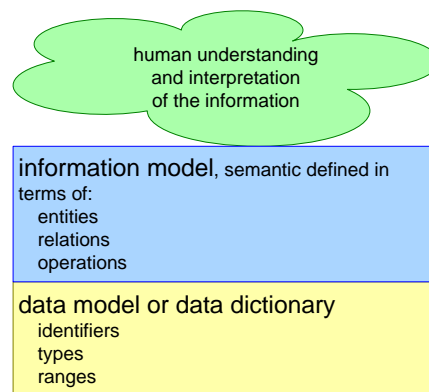 human understanding
and interpretation
of the information
information model, semantic defined in
terms of:
entities
relations
operations
data model or data dictionary
identifiers
types
ranges